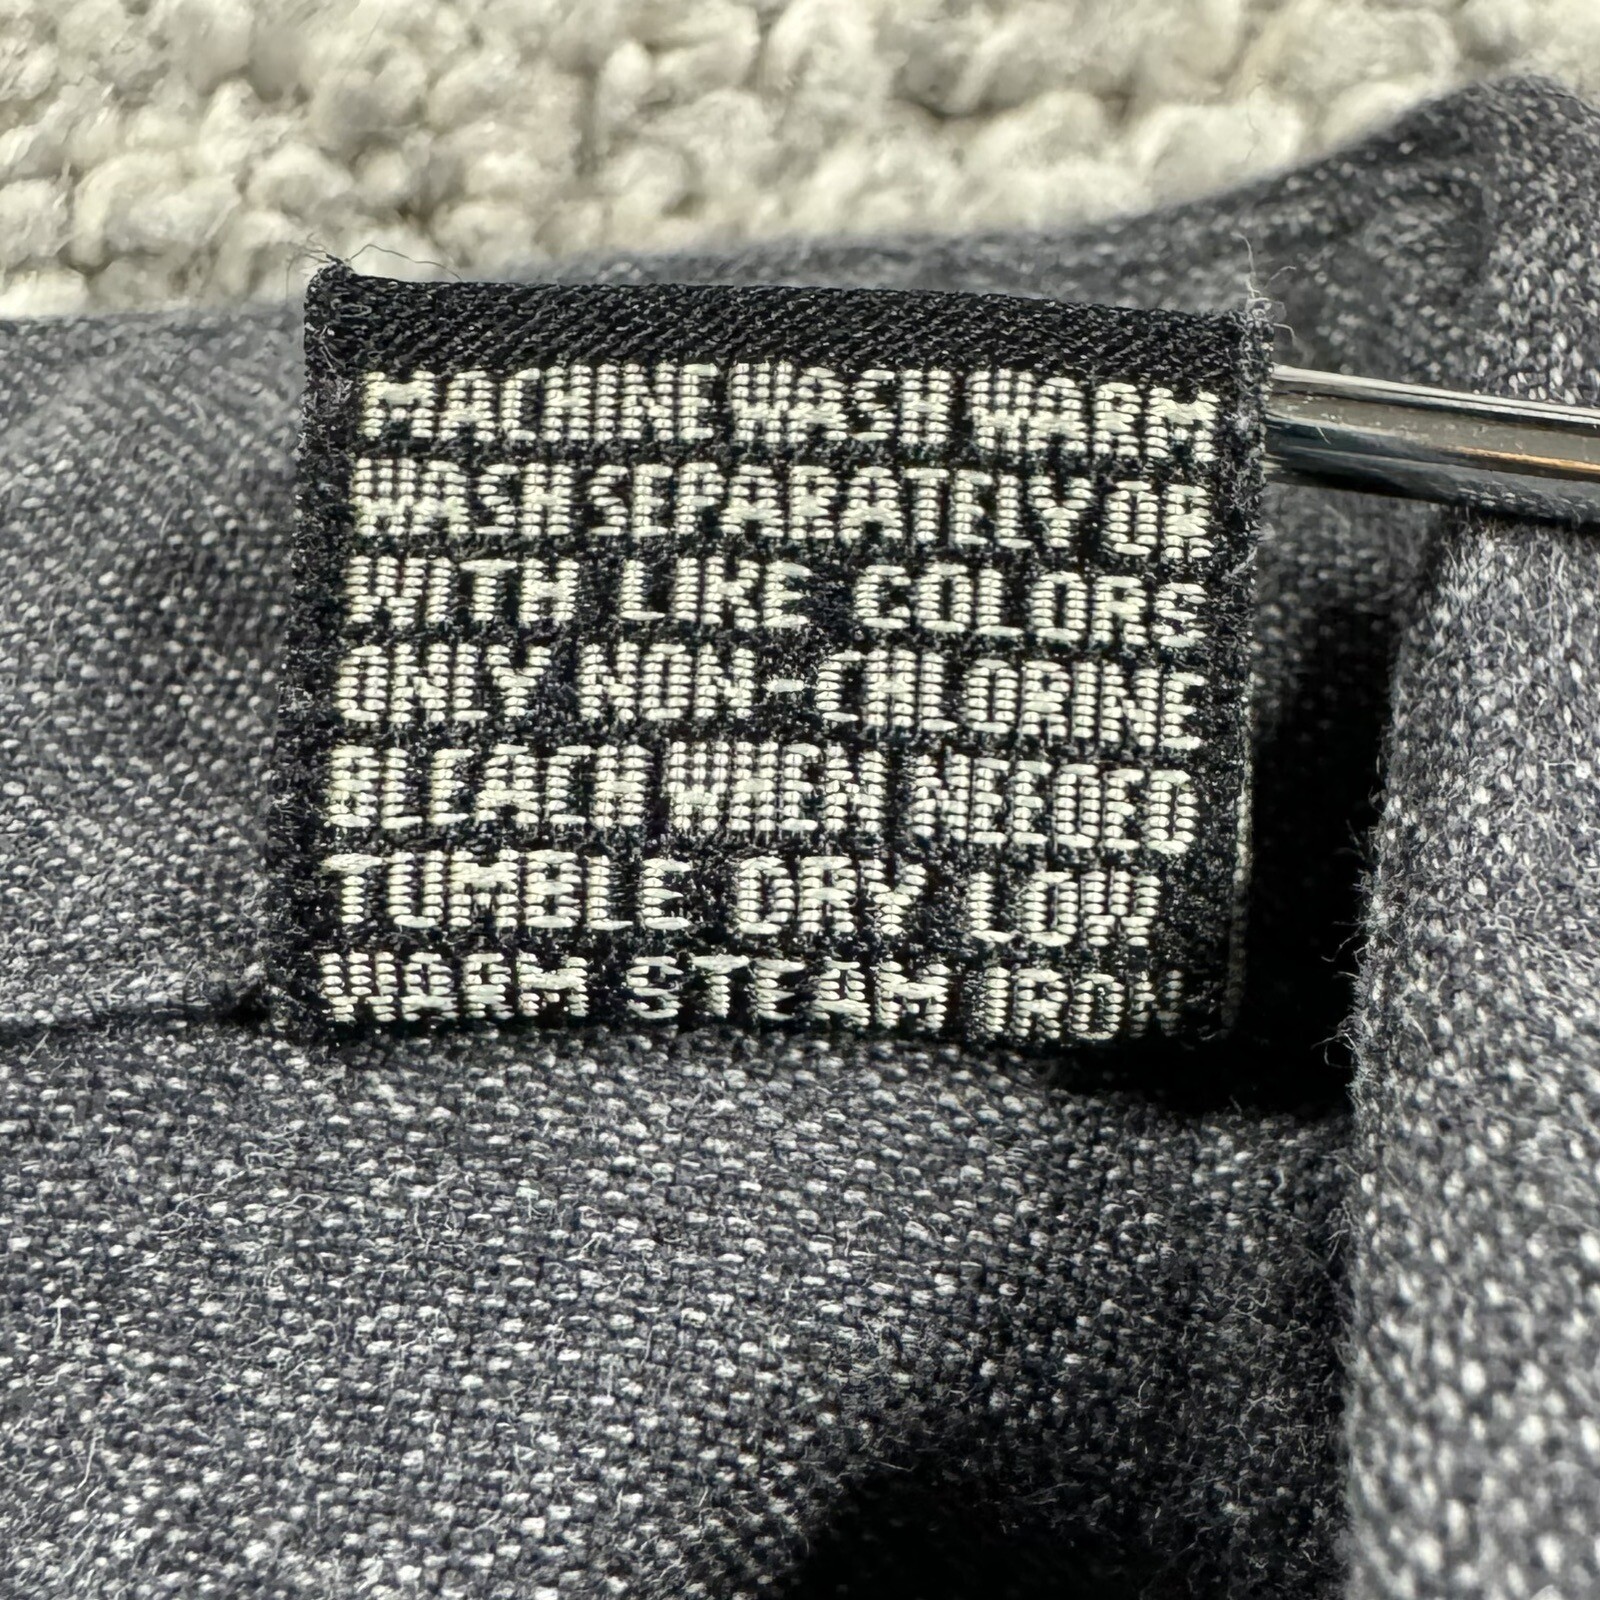 MACHINE WASH WARM
WASH SEPARATELY OR
WITH LIKE COLORS
ONLY NON-CHLORINE
BLEACH WHEN NEEDED
TUMBLE DRY LOW
WARM STEAM IRON